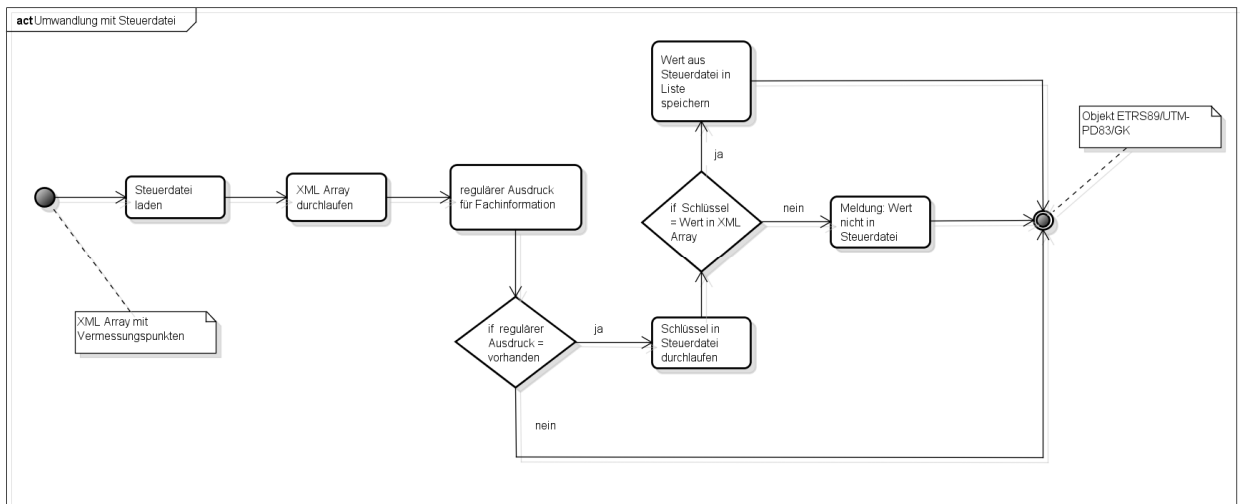 act Umwandlung mit Steuerdatei
Wert aus
Steuerdatei in
Liste
speichern
Objekt ETRS89/UTM-
PD83/GK
ja
Steuerdatei
laden
XML Array
durchlaufen
regulärer Ausdruck
für Fachinformation
if Schlüssel
= Wert in XML
Array
nein
Meldung: Wert
nicht in
Steuerdatei
XML Array mit
Vermessungspunkten
if regulärer
Ausdruck =
vorhanden
ja
Schlüssel in
Steuerdatei
durchlaufen
nein